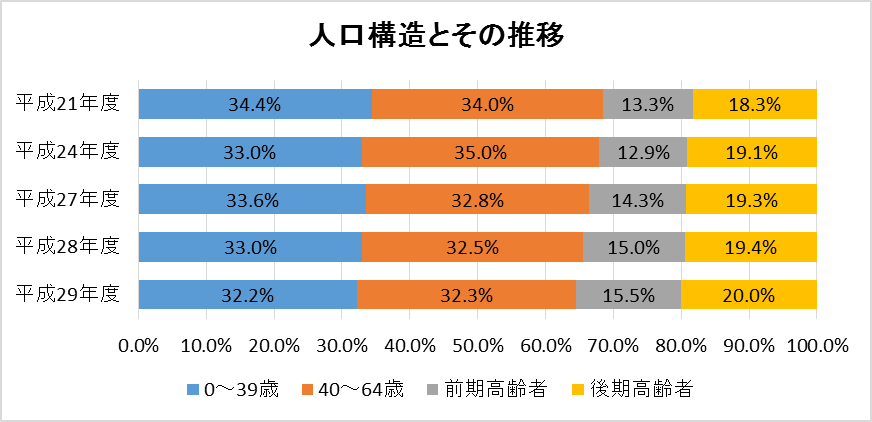 人口構造とその推移
平成21年度 34.4% 34.0% 13.3% 18.3%
平成24年度 33.0% 35.0% 12.9% 19.1%
平成27年度 33.6% 32.8% 14.3% 19.3%
平成28年度 33.0% 32.5% 15.0% 19.4%
平成29年度 32.2% 32.3% 15.5% 20.0%
0.0% 10.0% 20.0% 30.0% 40.0% 50.0% 60.0% 70.0% 80.0% 90.0% 100.0%
0～39歳 40～64歳 前期高齢者 後期高齢者